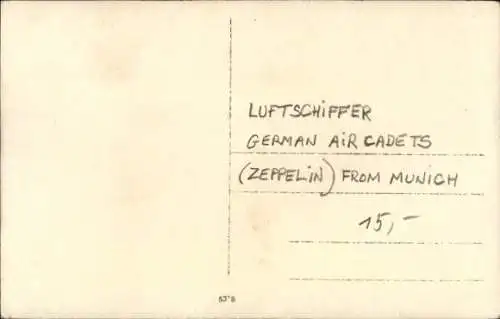 LUFTSCHIFFER
GERMAN AIR CADETS
(ZEPPELIN) FROM MUNICH
15,-